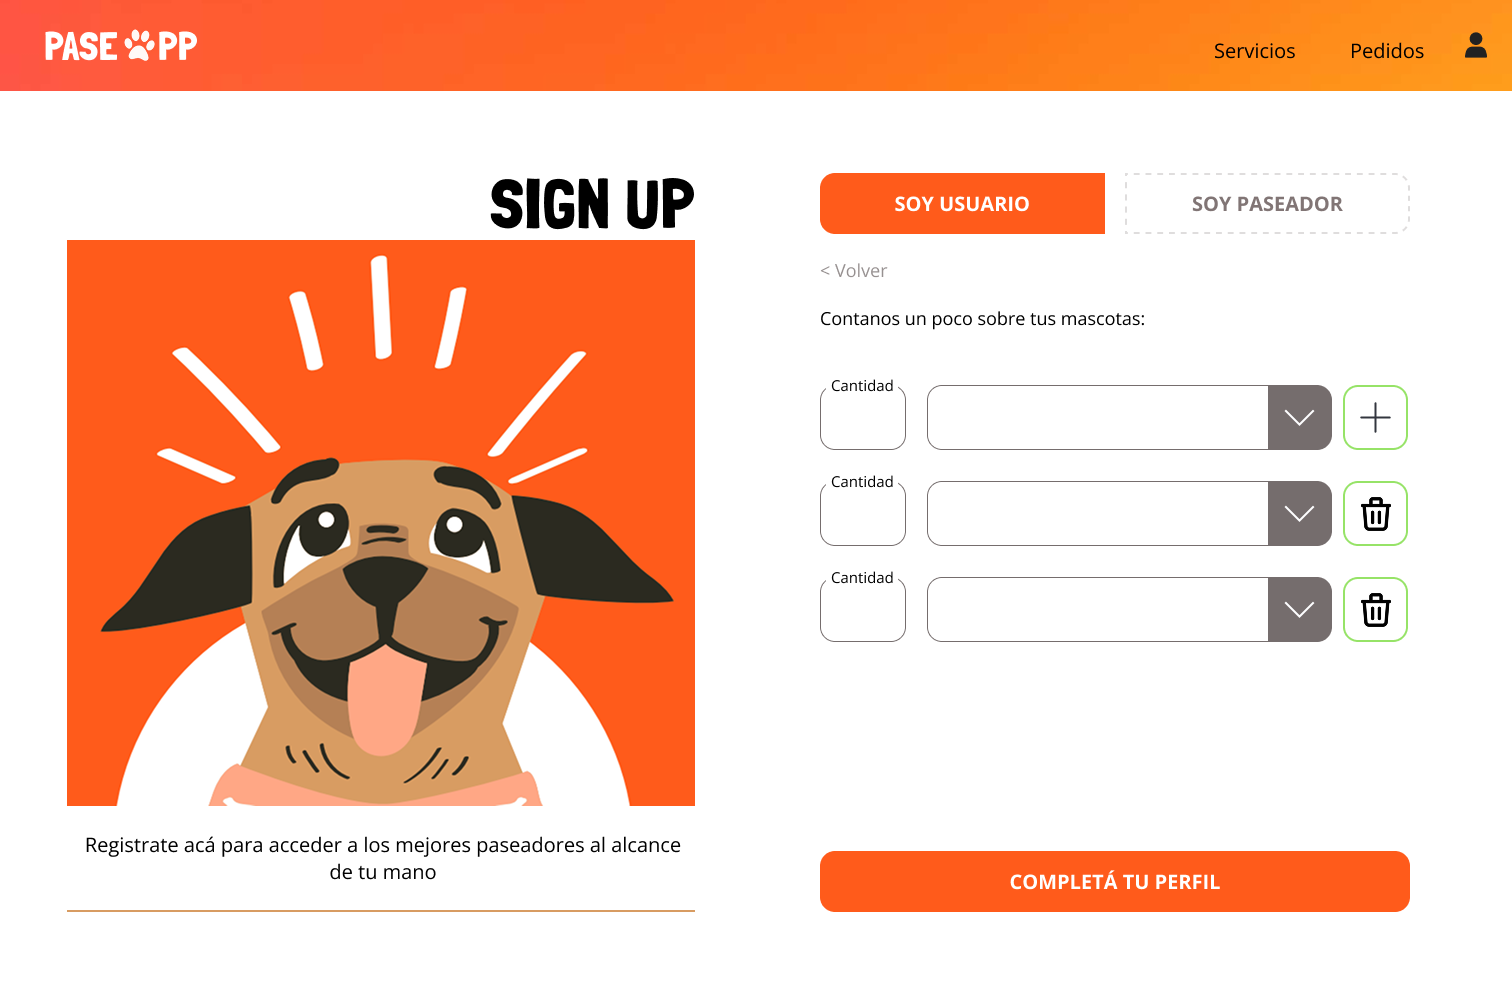 PASE PP
Servicios
Pedidos
SIGN UP
Registrate acá para acceder a los mejores paseadores al alcance
de tu mano
SOY USUARIO
SOY PASEADOR
< Volver
Contanos un poco sobre tus mascotas:
Cantidad
Cantidad
Cantidad
COMPLETÁ TU PERFIL